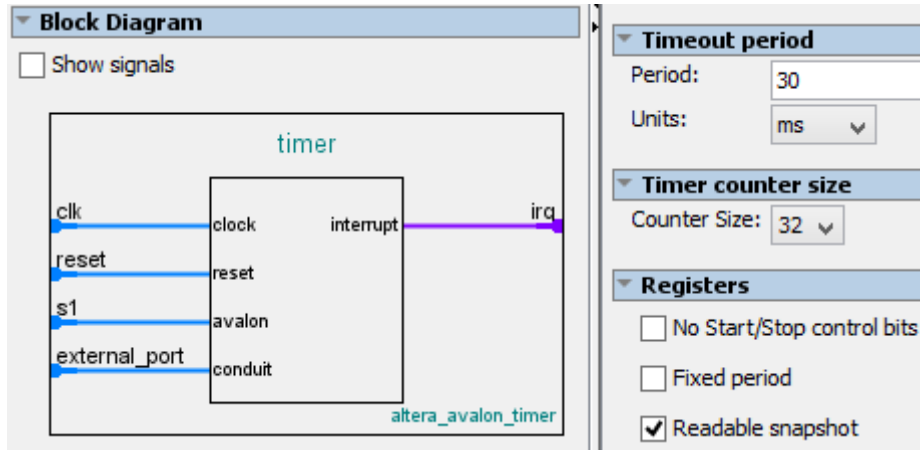 Block Diagram
Show signals
timer
clk
clock
interrupt
irq
reset
reset
s1
avalon
external_port
conduit
altera_avalon_timer
Timeout period
Period: 30
Units: ms
Timer counter size
Counter Size: 32
Registers
No Start/Stop control bits
Fixed period
Readable snapshot